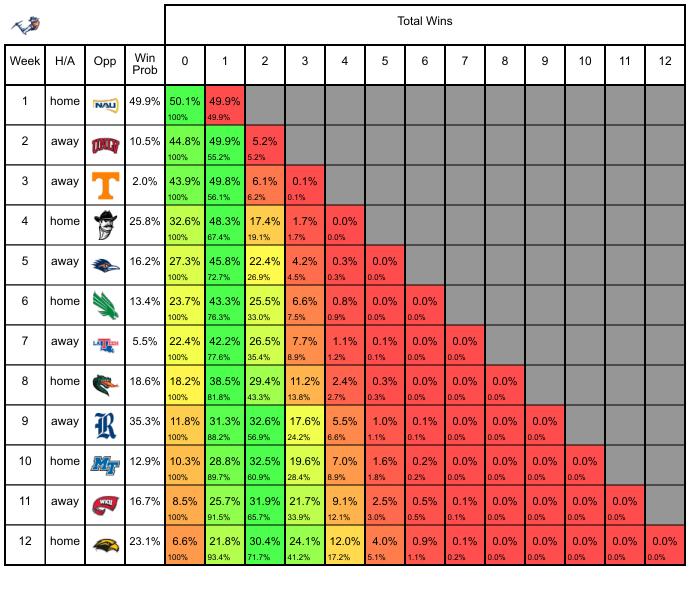 Total Wins
Week H/A Opp Win Prob 0 1 2 3 4 5 6 7 8 9 10 11 12
1 home NAU 49.9% 50.1% 49.9%
100% 49.9%
2 away UNLV 10.5% 44.8% 49.9% 5.2%
100% 55.2% 5.2%
3 away T 2.0% 43.9% 49.8% 6.1% 0.1%
100% 56.1% 6.2% 0.1%
4 home 25.8% 32.6% 48.3% 17.4% 1.7% 0.0%
100% 67.4% 19.1% 1.7% 0.0%
5 away 16.2% 27.3% 45.8% 22.4% 4.2% 0.3% 0.0%
100% 72.7% 26.9% 4.5% 0.3% 0.0%
6 home 13.4% 23.7% 43.3% 25.5% 6.6% 0.8% 0.0% 0.0%
100% 76.3% 33.0% 7.5% 0.9% 0.0% 0.0%
7 away 5.5% 22.4% 42.2% 26.5% 7.7% 1.1% 0.1% 0.0% 0.0%
100% 77.6% 35.4% 8.9% 1.2% 0.1% 0.0% 0.0%
8 home 18.6% 18.2% 38.5% 29.4% 11.2% 2.4% 0.3% 0.0% 0.0% 0.0%
100% 81.8% 43.3% 13.8% 2.7% 0.3% 0.0% 0.0% 0.0%
9 away R 35.3% 11.8% 31.3% 32.6% 17.6% 5.5% 1.0% 0.1% 0.0% 0.0% 0.0%
100% 88.2% 56.9% 24.2% 6.6% 1.1% 0.1% 0.0% 0.0% 0.0%
10 home MT 12.9% 10.3% 28.8% 32.5% 19.6% 7.0% 1.6% 0.2% 0.0% 0.0% 0.0% 0.0%
100% 89.7% 60.9% 28.4% 8.9% 1.8% 0.2% 0.0% 0.0% 0.0% 0.0%
11 away WKU 16.7% 8.5% 25.7% 31.9% 21.7% 9.1% 2.5% 0.5% 0.1% 0.0% 0.0% 0.0% 0.0%
100% 91.5% 65.7% 33.9% 12.1% 3.0% 0.5% 0.1% 0.0% 0.0% 0.0% 0.0%
12 home 23.1% 6.6% 21.8% 30.4% 24.1% 12.0% 4.0% 0.9% 0.1% 0.0% 0.0% 0.0% 0.0% 0.0%
100% 93.4% 71.7% 41.2% 17.2% 5.1% 1.1% 0.2% 0.0% 0.0% 0.0% 0.0% 0.0%